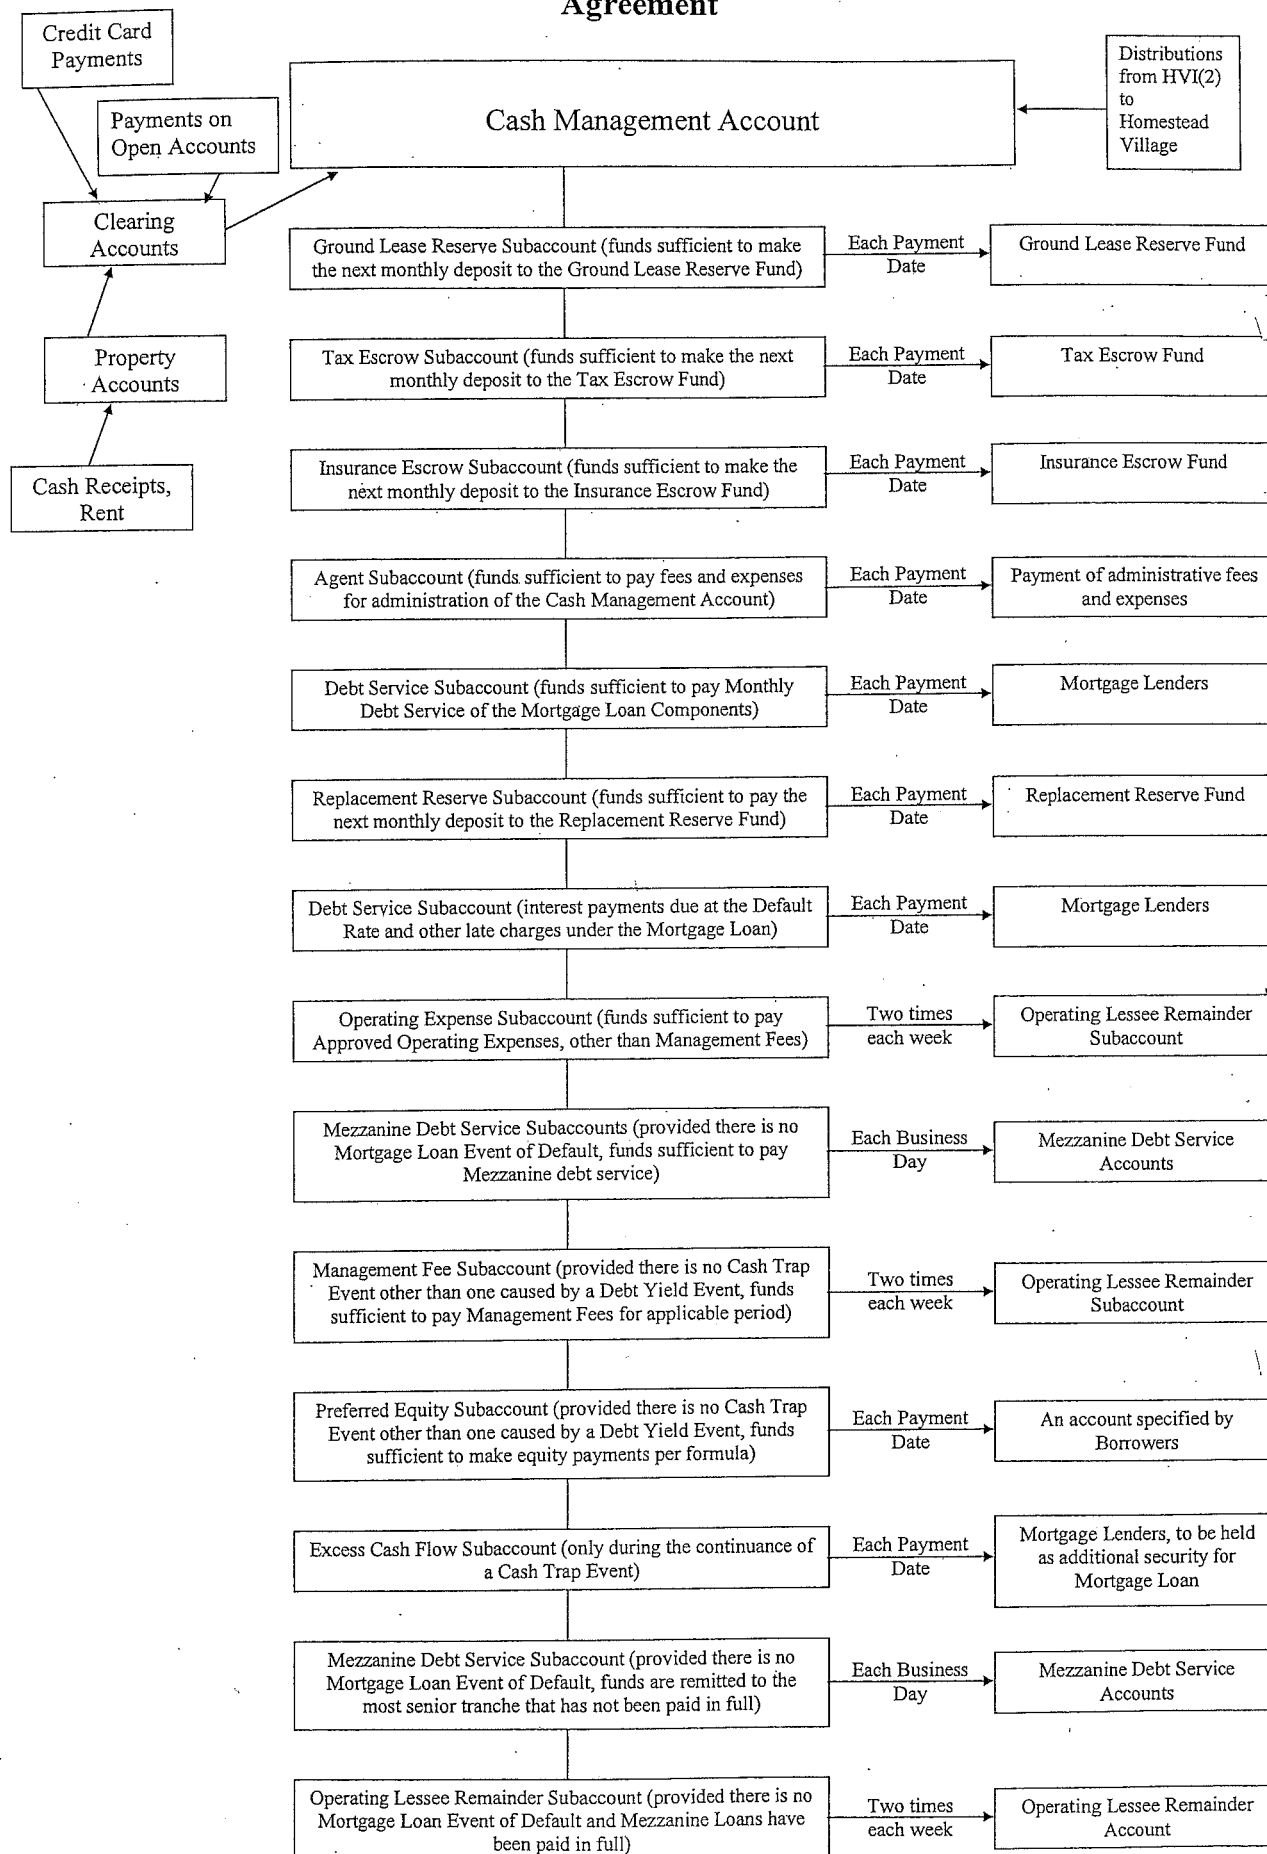 Agreement
Credit Card
Payments
Payments on
Open Accounts
Cash Management Account
Distributions
from HVI(2)
to
Homestead
Village
Clearing
Accounts
Property
Accounts
Cash Receipts,
Rent
Ground Lease Reserve Subaccount (funds sufficient to make
the next monthly deposit to the Ground Lease Reserve Fund)
Each Payment
Date
Ground Lease Reserve Fund
Tax Escrow Subaccount (funds sufficient to make the next
monthly deposit to the Tax Escrow Fund)
Each Payment
Date
Tax Escrow Fund
Insurance Escrow Subaccount (funds sufficient to make the
next monthly deposit to the Insurance Escrow Fund)
Each Payment
Date
Insurance Escrow Fund
Agent Subaccount (funds sufficient to pay fees and expenses
for administration of the Cash Management Account)
Each Payment
Date
Payment of administrative fees
and expenses
Debt Service Subaccount (funds sufficient to pay Monthly
Debt Service of the Mortgage Loan Components)
Each Payment
Date
Mortgage Lenders
Replacement Reserve Subaccount (funds sufficient to pay the
next monthly deposit to the Replacement Reserve Fund)
Each Payment
Date
Replacement Reserve Fund
Debt Service Subaccount (interest payments due at the Default
Rate and other late charges under the Mortgage Loan)
Each Payment
Date
Mortgage Lenders
Operating Expense Subaccount (funds sufficient to pay
Approved Operating Expenses, other than Management Fees)
Two times
each week
Operating Lessee Remainder
Subaccount
Mezzanine Debt Service Subaccounts (provided there is no
Mortgage Loan Event of Default, funds sufficient to pay
Mezzanine debt service)
Each Business
Day
Mezzanine Debt Service
Accounts
Management Fee Subaccount (provided there is no Cash Trap
Event other than one caused by a Debt Yield Event, funds
sufficient to pay Management Fees for applicable period)
Two times
each week
Operating Lessee Remainder
Subaccount
Preferred Equity Subaccount (provided there is no Cash Trap
Event other than one caused by a Debt Yield Event, funds
sufficient to make equity payments per formula)
Each Payment
Date
An account specified by
Borrowers
Excess Cash Flow Subaccount (only during the continuance of
a Cash Trap Event)
Each Payment
Date
Mortgage Lenders, to be held
as additional security for
Mortgage Loan
Mezzanine Debt Service Subaccount (provided there is no
Mortgage Loan Event of Default, funds are remitted to the
most senior tranche that has not been paid in full)
Each Business
Day
Mezzanine Debt Service
Accounts
Operating Lessee Remainder Subaccount (provided there is no
Mortgage Loan Event of Default and Mezzanine Loans have
been paid in full)
Two times
each week
Operating Lessee Remainder
Account